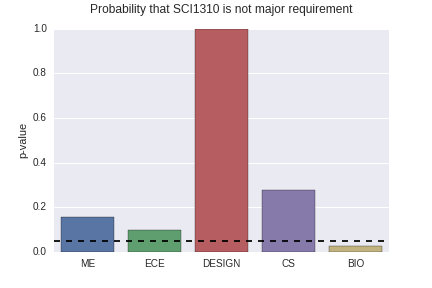 Probability that SCI1310 is not major requirement
1.0
0.8
0.6
0.4
0.2
0.0
p-value
ME ECE DESIGN CS BIO